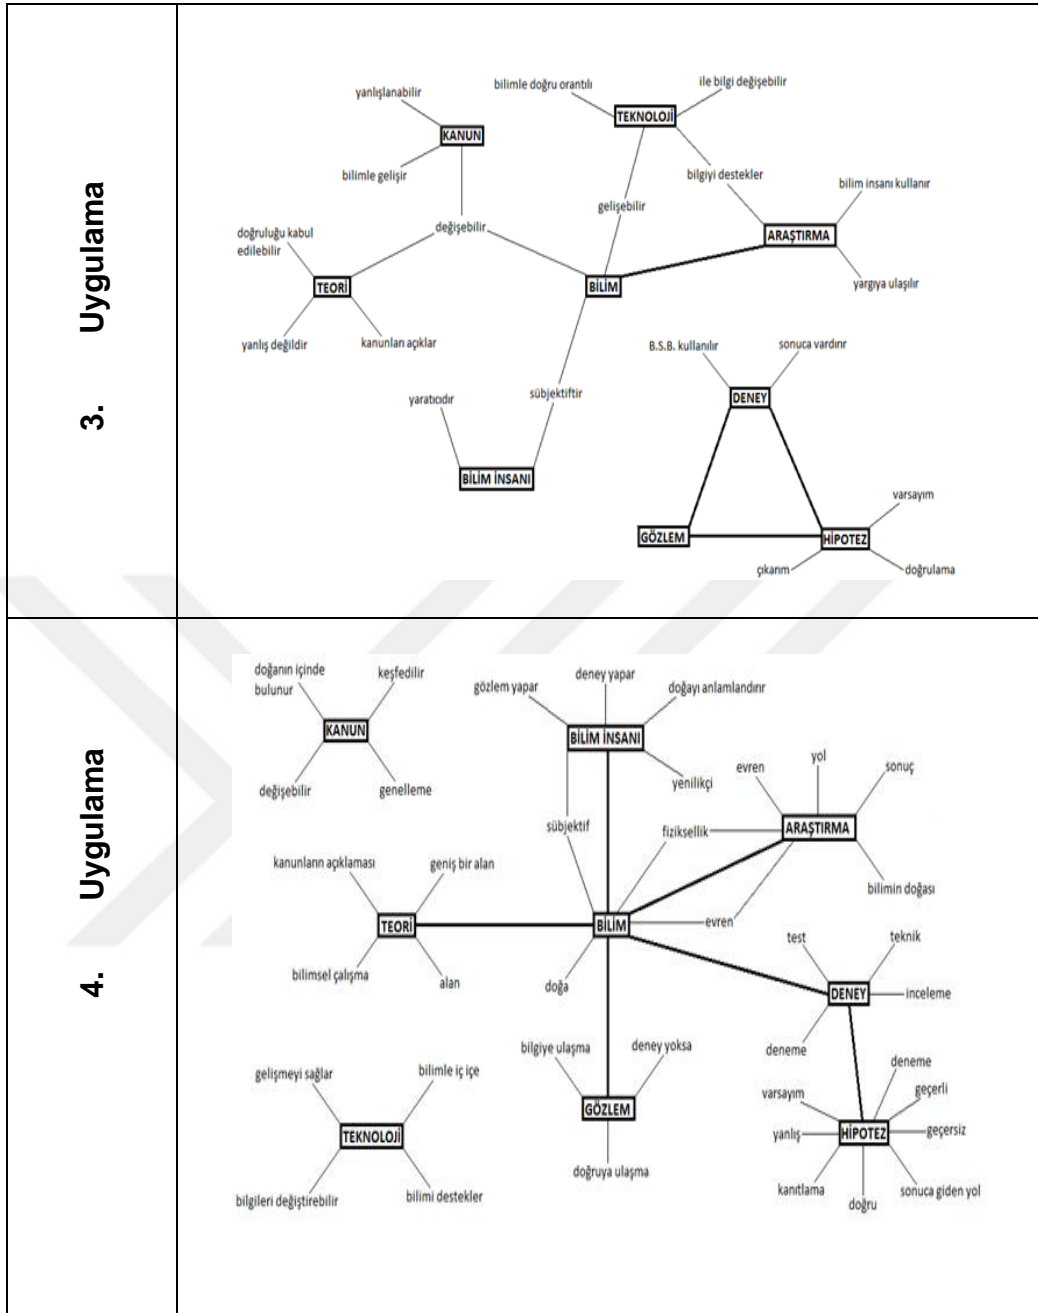 3. Uygulama
bilimle doğru orantılı
ile bilgi değişebilir
yanlışlanabilir
TEKNOLOJİ
KANUN
bilimle gelişir
bilgiyi destekler
bilim insanı kullanır
gelişebilir
doğruluğu kabul
edilebilir
değişebilir
ARAŞTIRMA
TEORİ
BİLİM
yargıya ulaşılır
yanlış değildir
kanunları açıklar
B.S.B. kullanılır
sonuca vardırır
yaratıcıdır
sübjektiftir
DENEY
BİLİM İNSANI
varsayım
GÖZLEM
HİPOTEZ
çıkarım
doğrulama
4. Uygulama
doğanın içinde
bulunur
keşfedilir
gözlem yapar
deney yapar
doğayı anlamlandırır
KANUN
BİLİM İNSANI
değişebilir
genelleme
yenilikçi
evren
yol
sonuç
sübjektif
fiziksellik
ARAŞTIRMA
kanunların açıklaması
geniş bir alan
bilimin doğası
TEORİ
BİLİM
evren
test
teknik
bilimsel çalışma
alan
doğa
DENEY
inceleme
bilgiye ulaşma
deney yoksa
deneme
gelişmeyi sağlar
bilimle iç içe
deneme
varsayım
geçerli
GÖZLEM
TEKNOLOJİ
yanlış
HİPOTEZ
geçersiz
doğruya ulaşma
kanıtlama
doğru
sonuca giden yol
bilgileri değiştirebilir
bilimi destekler